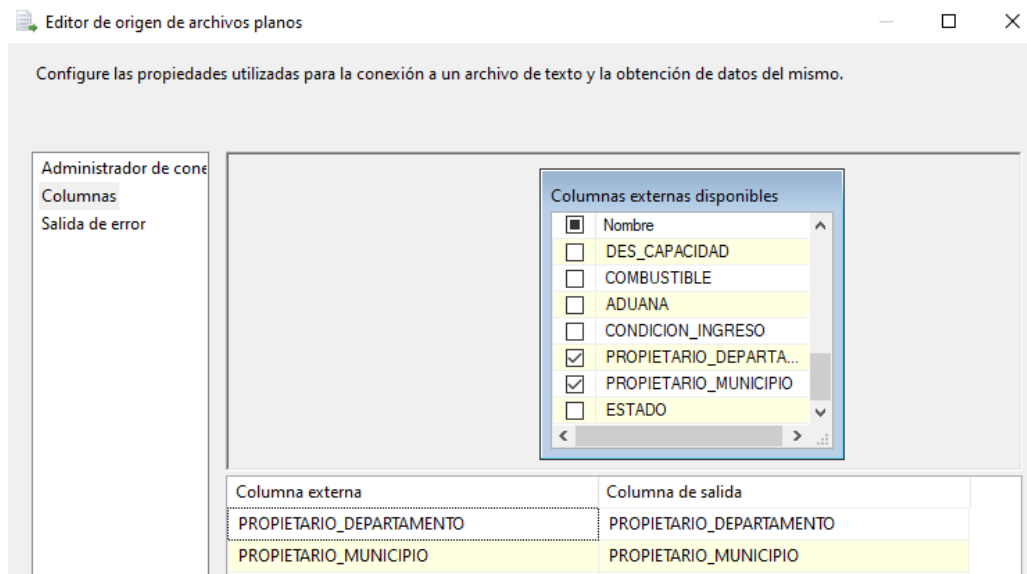 Editor de origen de archivos planos
Configure las propiedades utilizadas para la conexión a un archivo de texto y la obtención de datos del mismo.
Administrador de cone
Columnas
Salida de error
Columnas externas disponibles
Nombre
DES_CAPACIDAD
COMBUSTIBLE
ADUANA
CONDICION_INGRESO
PROPIETARIO_DEPARTA...
PROPIETARIO_MUNICIPIO
ESTADO
Columna externa Columna de salida
PROPIETARIO_DEPARTAMENTO PROPIETARIO_DEPARTAMENTO
PROPIETARIO_MUNICIPIO PROPIETARIO_MUNICIPIO